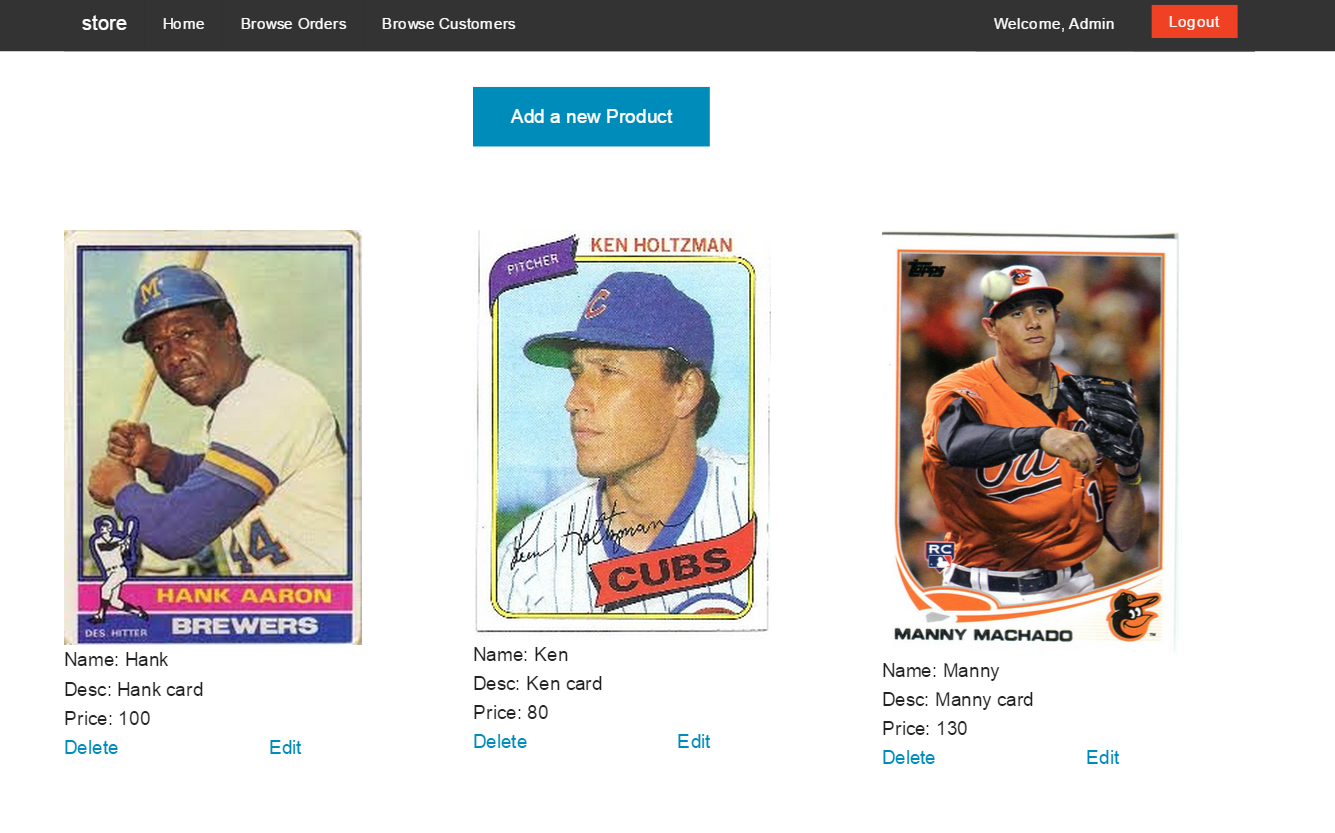 store Home Browse Orders Browse Customers Welcome, Admin Logout
Add a new Product
M
HANK AARON
DES. HITTER BREWERS
44
Name: Hank
Desc: Hank card
Price: 100
Delete Edit
PITCHER KEN HOLTZMAN
C
Ken Holtzman
CUBS
Name: Ken
Desc: Ken card
Price: 80
Delete Edit
Topps
RC
MANNY MACHADO
Name: Manny
Desc: Manny card
Price: 130
Delete Edit